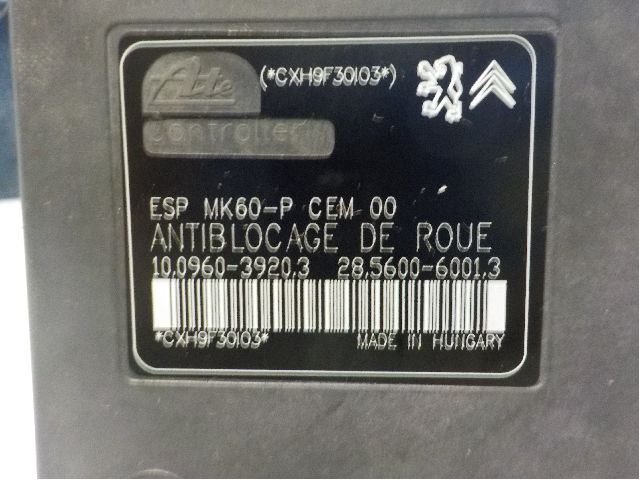 Ate
(*CXH9F30103*)
Controller
ESP MK60-P CEM 00
ANTIBLOCAGE DE ROUE
10.0960-3920.3 28.5600-6001.3
*CXH9F30103* MADE IN HUNGARY